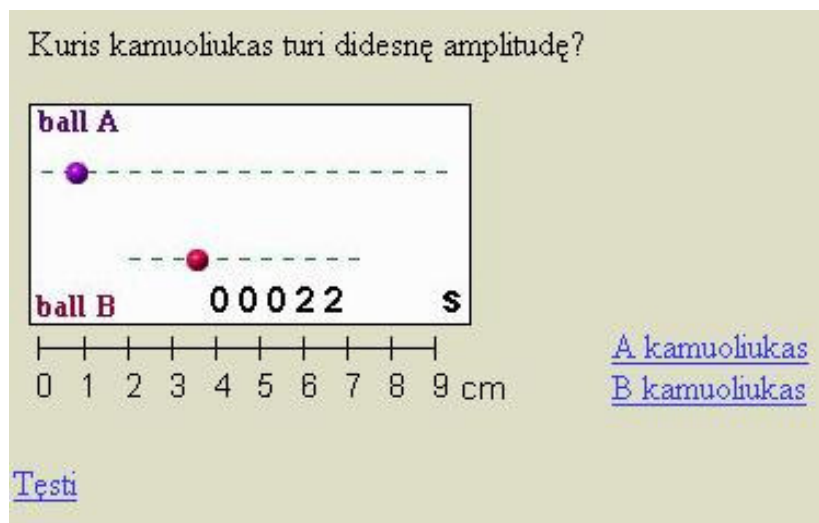 Kuris kamuoliukas turi didesnę amplitudę?
ball A
ball B 00022 s
0 1 2 3 4 5 6 7 8 9 cm
A kamuoliukas
B kamuoliukas
Tęsti